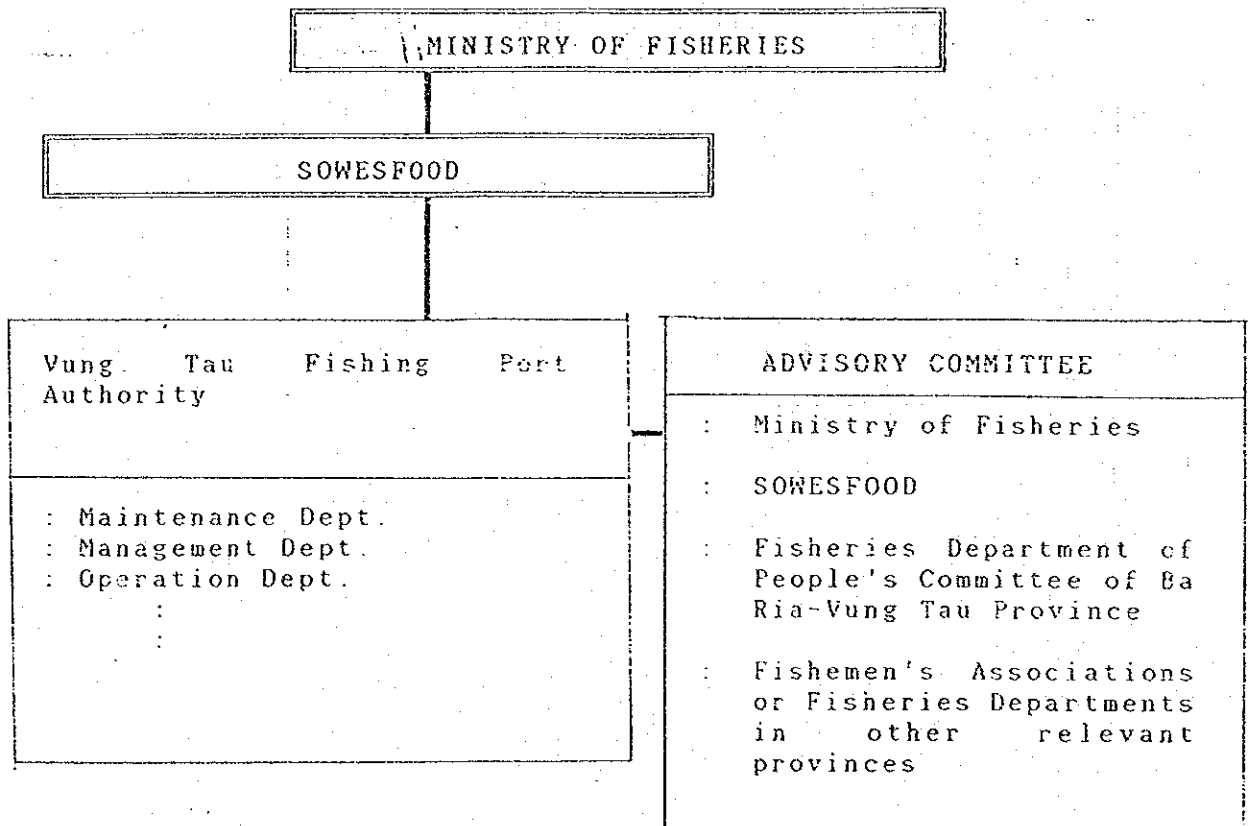 MINISTRY OF FISHERIES
SOWESFOOD
Vung Tau Fishing Port
Authority
: Maintenance Dept.
: Management Dept.
: Operation Dept.
:
:
ADVISORY COMMITTEE
: Ministry of Fisheries
: SOWESFOOD
: Fisheries Department of
People's Committee of Ba
Ria-Vung Tau Province
: Fishemen's Associations
or Fisheries Departments
in other relevant
provinces